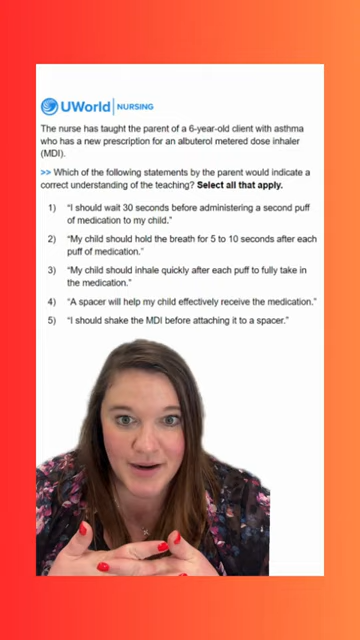 UWorld | NURSING
The nurse has taught the parent of a 6-year-old client with asthma
who has a new prescription for an albuterol metered dose inhaler
(MDI).
>> Which of the following statements by the parent would indicate a
correct understanding of the teaching? Select all that apply.
1) "I should wait 30 seconds before administering a second puff
of medication to my child."
2) "My child should hold the breath for 5 to 10 seconds after each
puff of medication."
3) "My child should inhale quickly after each puff to fully take in
the medication."
4) "A spacer will help my child effectively receive the medication."
5) "I should shake the MDI before attaching it to a spacer."